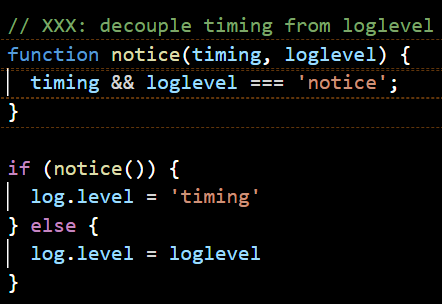 // XXX: decouple timing from loglevel
function notice(timing, loglevel) {
timing && loglevel === 'notice';
}
if (notice()) {
log.level = 'timing'
} else {
log.level = loglevel
}